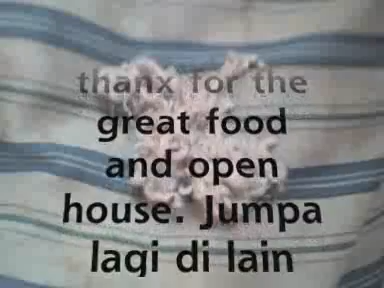 thanx for the
great food
and open
house. Jumpa
lagi di lain